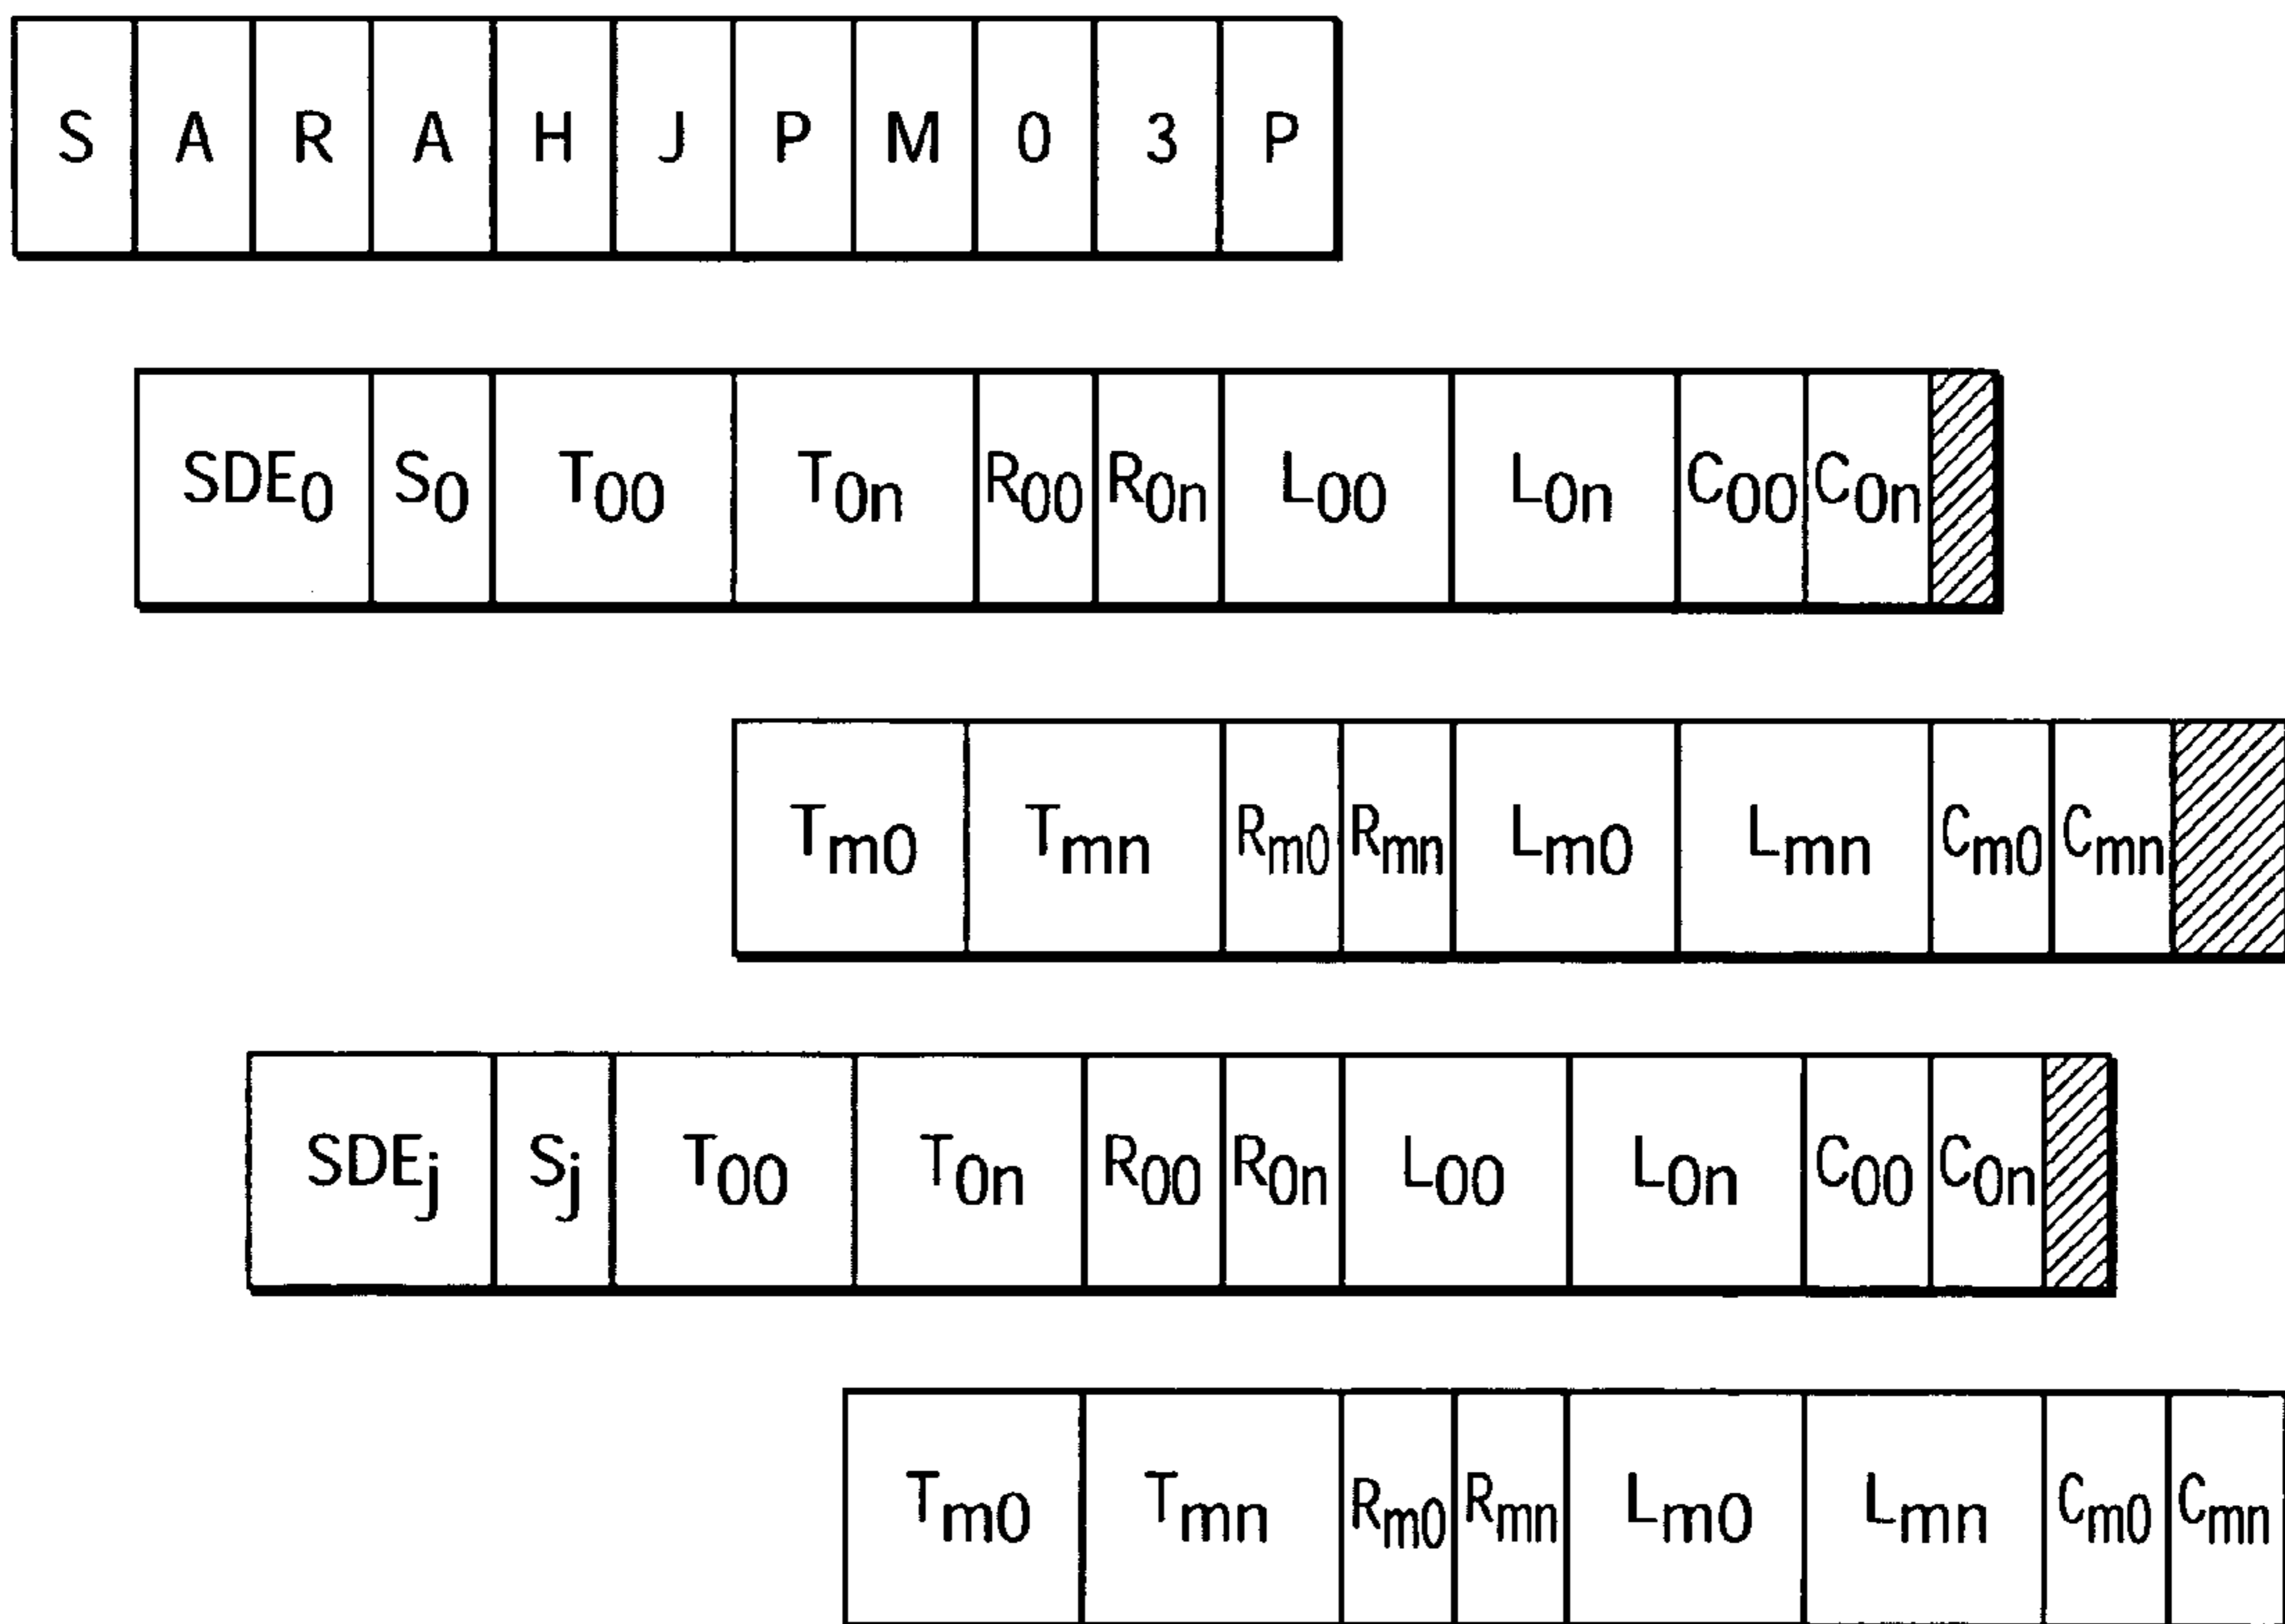 S A R A H J P M 0 3 P
SDE0 S0 T00 T0n R00 R0n L00 L0n C00 C0n
Tm0 Tmn Rm0 Rmn Lm0 Lmn Cm0 Cmn
SDEj Sj T00 T0n R00 R0n L00 L0n C00 C0n
Tm0 Tmn Rm0 Rmn Lm0 Lmn Cm0 Cmn